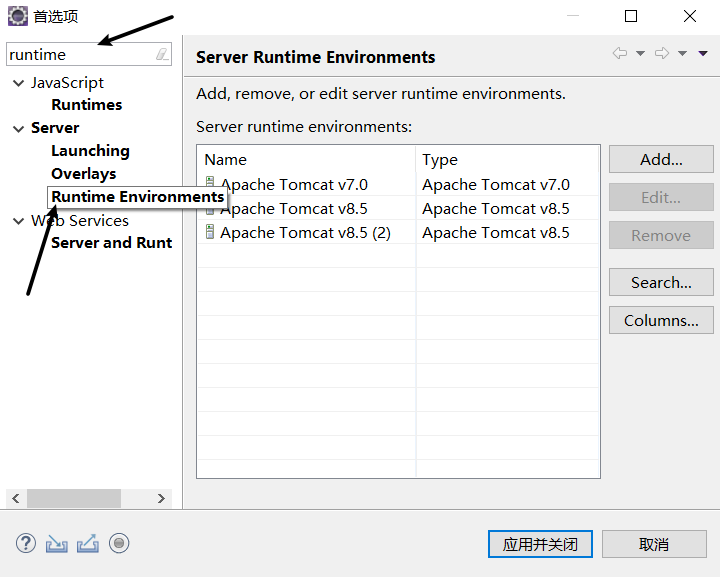 首选项
runtime
JavaScript
Runtimes
Server
Launching
Overlays
Runtime Environments
Web Services
Server and Runt
Server Runtime Environments
Add, remove, or edit server runtime environments.
Server runtime environments:
Name Type
Apache Tomcat v7.0 Apache Tomcat v7.0
Apache Tomcat v8.5 Apache Tomcat v8.5
Apache Tomcat v8.5 (2) Apache Tomcat v8.5
Add...
Edit...
Remove
Search...
Columns...
应用并关闭 取消